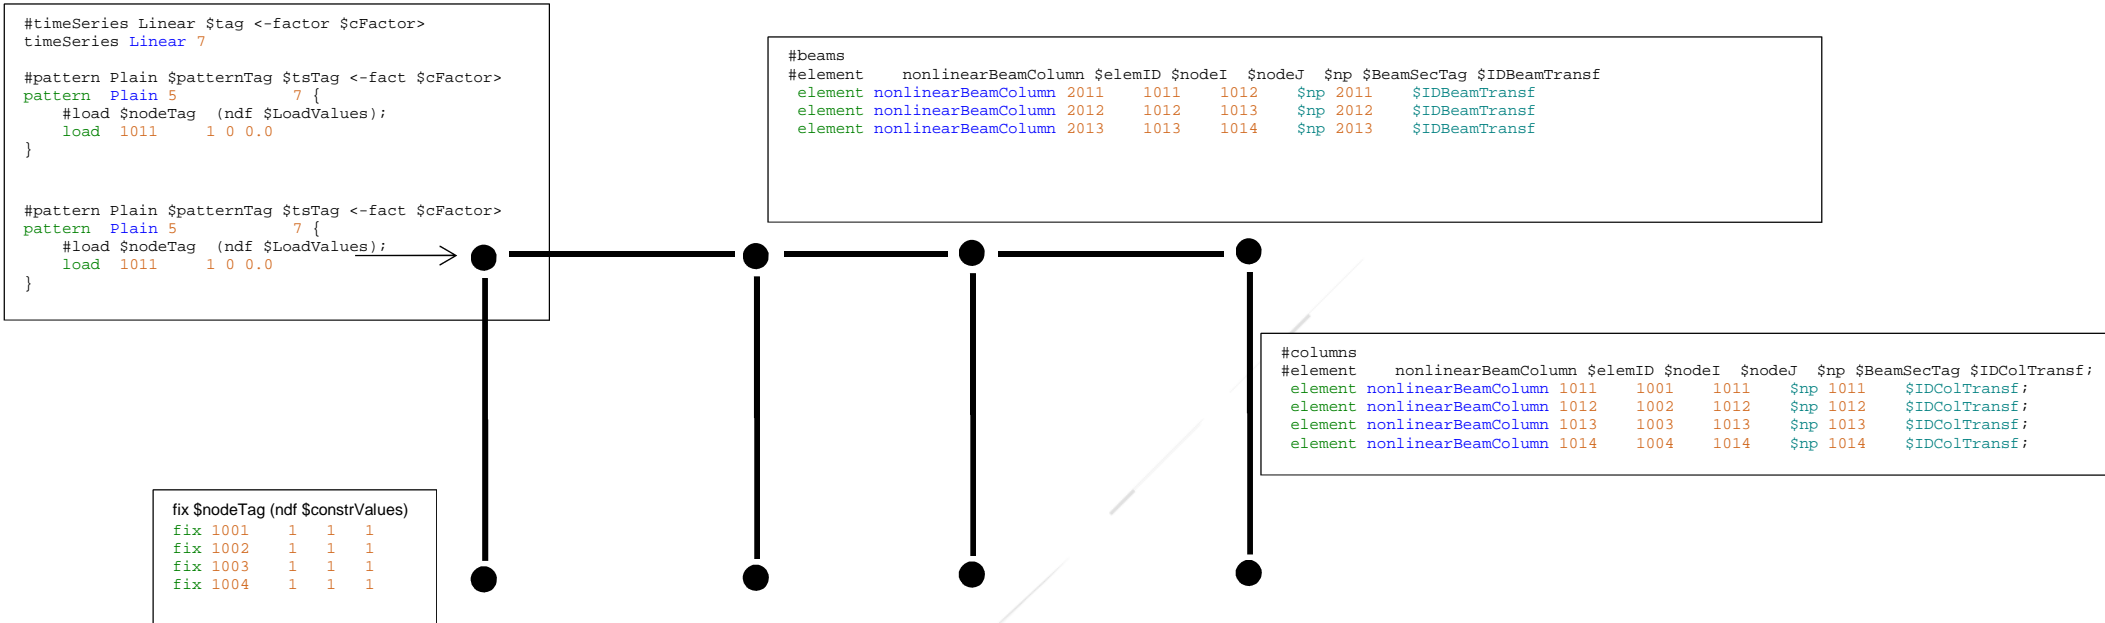 #timeSeries Linear $tag <-factor $cFactor>
timeSeries Linear 7
#pattern Plain $patternTag $tsTag <-fact $cFactor>
pattern  Plain 5            7 {
    #load $nodeTag  (ndf $LoadValues);
    load  1011     1 0 0.0
}
#pattern Plain $patternTag $tsTag <-fact $cFactor>
pattern  Plain 5            7 {
    #load $nodeTag  (ndf $LoadValues);
    load  1011     1 0 0.0
}
#beams
#element    nonlinearBeamColumn $elemID $nodeI  $nodeJ  $np $BeamSecTag $IDBeamTransf
 element nonlinearBeamColumn 2011    1011    1012    $np 2011    $IDBeamTransf
 element nonlinearBeamColumn 2012    1012    1013    $np 2012    $IDBeamTransf
 element nonlinearBeamColumn 2013    1013    1014    $np 2013    $IDBeamTransf
#columns
#element    nonlinearBeamColumn $elemID $nodeI  $nodeJ  $np $BeamSecTag $IDColTransf;
 element nonlinearBeamColumn 1011    1001    1011    $np 1011    $IDColTransf;
 element nonlinearBeamColumn 1012    1002    1012    $np 1012    $IDColTransf;
 element nonlinearBeamColumn 1013    1003    1013    $np 1013    $IDColTransf;
 element nonlinearBeamColumn 1014    1004    1014    $np 1014    $IDColTransf;
fix $nodeTag (ndf $constrValues)
fix 1001    1   1   1
fix 1002    1   1   1
fix 1003    1   1   1
fix 1004    1   1   1